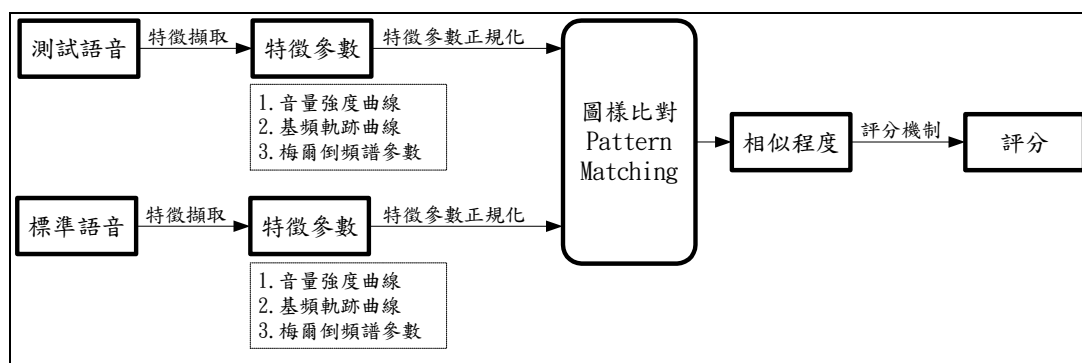 測試語音
特徵擷取
特徵參數
特徵參數正規化
1.音量強度曲線
2.基頻軌跡曲線
3.梅爾倒頻譜參數
圖樣比對
Pattern
Matching
相似程度
評分機制
評分
標準語音
特徵擷取
特徵參數
特徵參數正規化
1.音量強度曲線
2.基頻軌跡曲線
3.梅爾倒頻譜參數